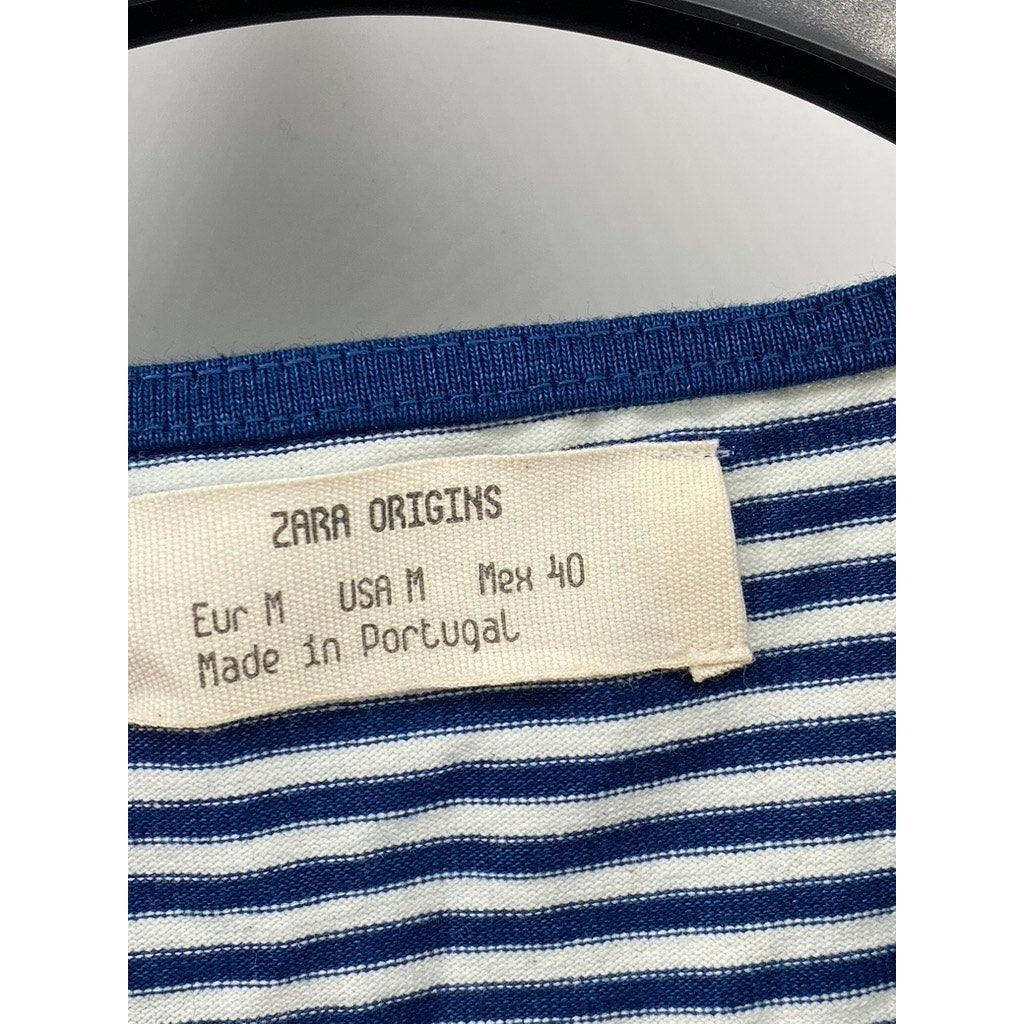 ZARA ORIGINS
Eur M USA M Mex 40
Made in Portugal